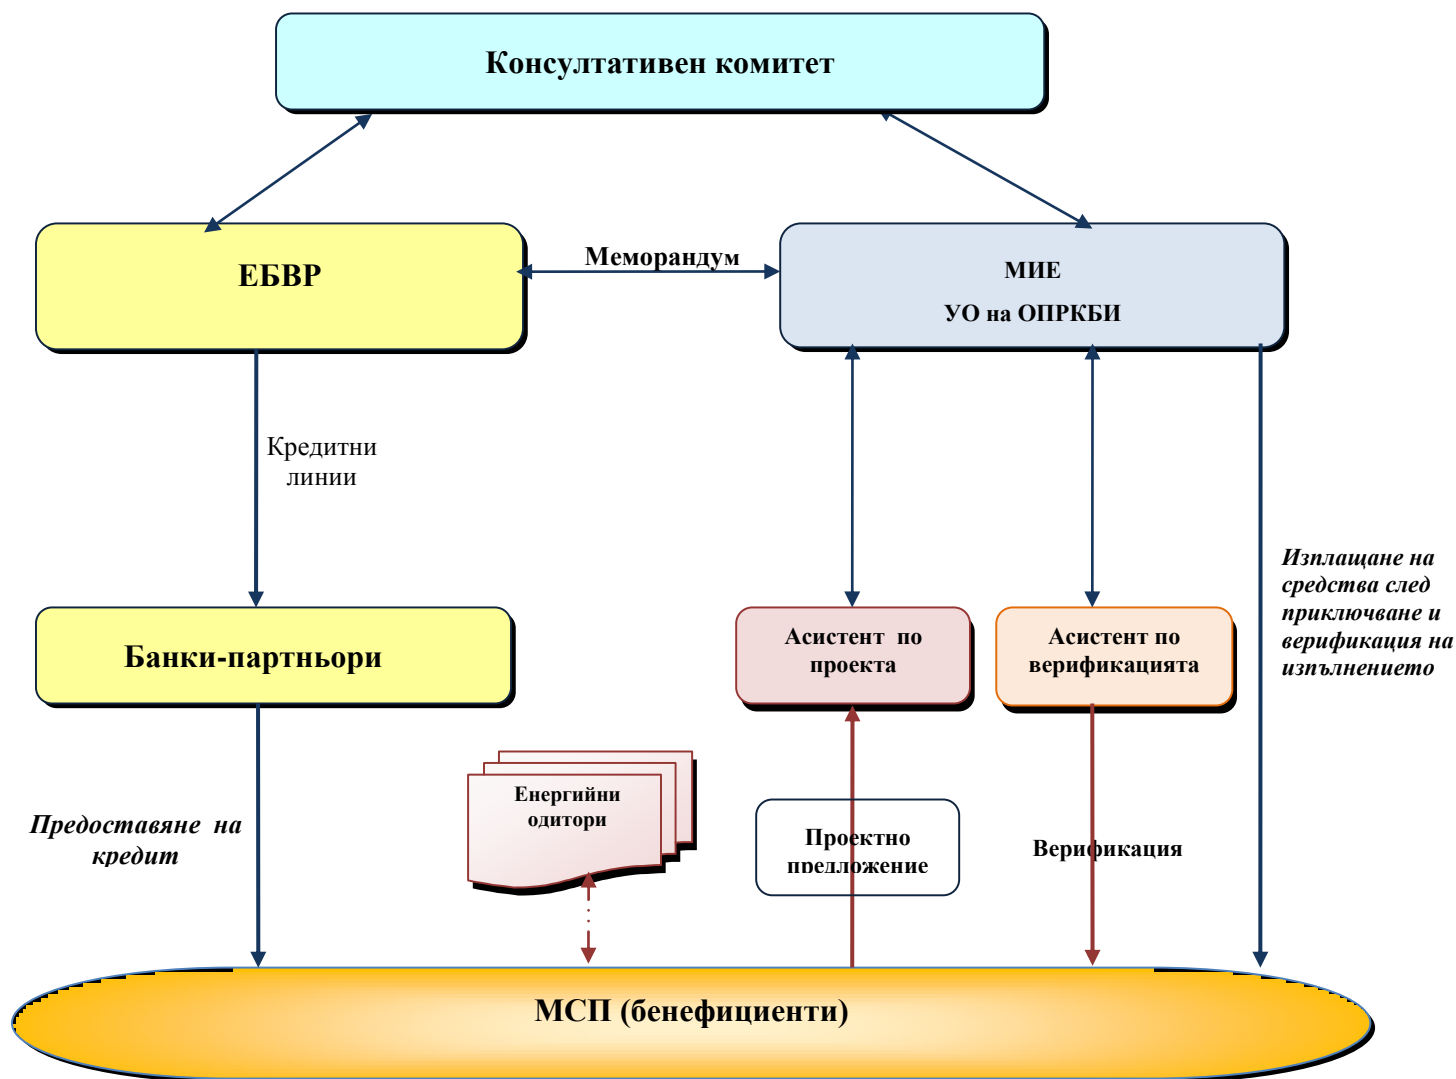 Консултативен комитет
ЕБВР
Меморандум
МИЕ
УО на ОПРКБИ
Кредитни
линии
Изплащане на
средства след
приключване и
верификация на
изпълнението
Банки-партньори
Асистент по
проекта
Асистент по
верификацията
Енергийни
одитори
Предоставяне на
кредит
Проектно
предложение
Верификация
МСП (бенефициенти)